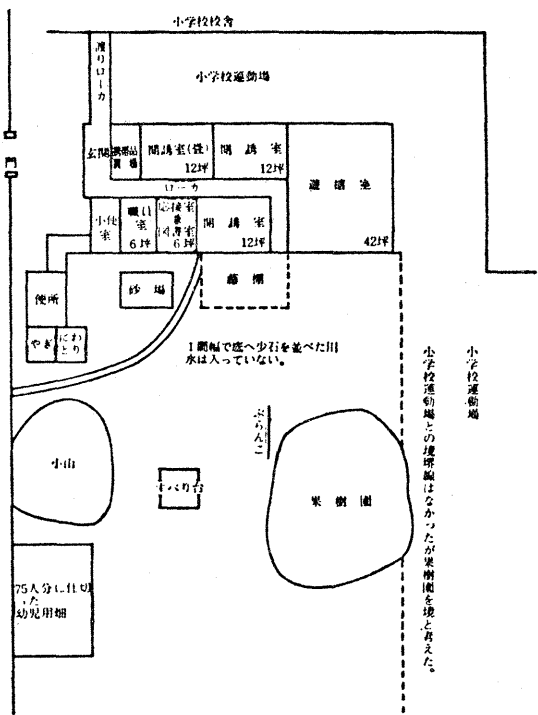 小学校校舎
渡りローカ
小学校運動場
門
玄関
携帯品置場
開誘室(畳)
12坪
開誘室
12坪
遊嬉室
42坪
ローカ
小使室
職員室
6坪
応接室兼図書室
6坪
開誘室
12坪
便所
砂場
藤棚
やぎ
にわとり
1間幅で底へ少石を並べた川
水は入っていない。
小学校運動場
小学校運動場との境堺線はなかったが果樹園を境と考えた。
ぶらんこ
小山
すべり台
果樹園
75人分に仕切
った
幼児用畑